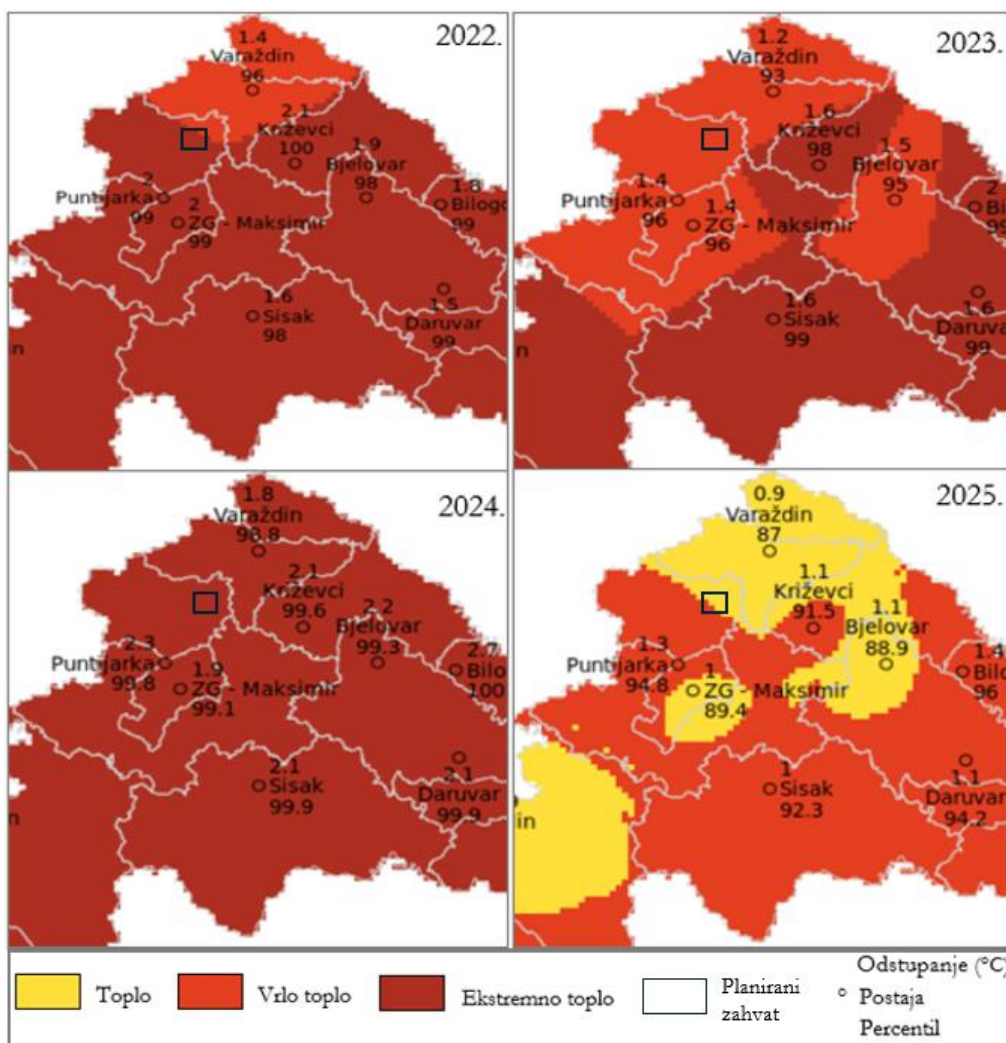 2022.
1.4
Varaždin
96
2.1
Križevci
100
1.9
Bjelovar
98
1.8
Bilogo
99
2
Puntijarka
99
2
ZG - Maksimir
99
1.6
Sisak
98
1.5
Daruvar
99
in
2023.
1.2
Varaždin
93
1.6
Križevci
98
1.5
Bjelovar
95
Bilo
99
1.4
Puntijarka
96
1.4
ZG - Maksimir
96
1.6
Sisak
99
1.6
Daruvar
99
in
2024.
1.8
Varaždin
98.8
2.1
Križevci
99.6
2.2
Bjelovar
99.3
2.7
Bilo
100
2.3
Puntijarka
99.8
1.9
ZG - Maksimir
99.1
2.1
Sisak
99.9
2.1
Daruvar
99.9
in
2025.
0.9
Varaždin
87
1.1
Križevci
91.5
1.1
Bjelovar
88.9
1.4
Bilo
96
1.3
Puntijarka
94.8
1
ZG - Maksimir
89.4
1
Sisak
92.3
1.1
Daruvar
94.2
in
Toplo
Vrlo toplo
Ekstremno toplo
Planirani
zahvat
Odstupanje (°C)
Postaja
Percentil